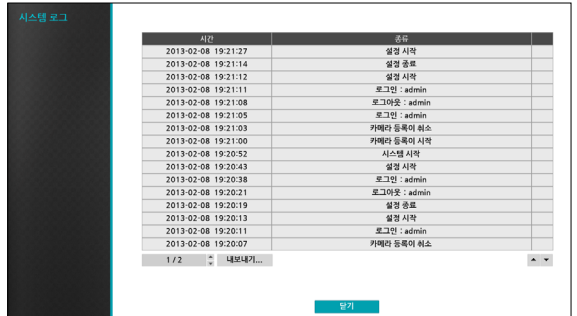 시스템 로그
시간 종류
2013-02-08 19:21:27 설정 시작
2013-02-08 19:21:14 설정 종료
2013-02-08 19:21:12 설정 시작
2013-02-08 19:21:11 로그인 : admin
2013-02-08 19:21:08 로그아웃 : admin
2013-02-08 19:21:05 로그인 : admin
2013-02-08 19:21:03 카메라 등록이 취소
2013-02-08 19:21:00 카메라 등록이 시작
2013-02-08 19:20:52 시스템 시작
2013-02-08 19:20:43 설정 시작
2013-02-08 19:20:38 로그인 : admin
2013-02-08 19:20:21 로그아웃 : admin
2013-02-08 19:20:19 설정 종료
2013-02-08 19:20:13 설정 시작
2013-02-08 19:20:11 로그인 : admin
2013-02-08 19:20:07 카메라 등록이 취소
1 / 2 내보내기...
닫기